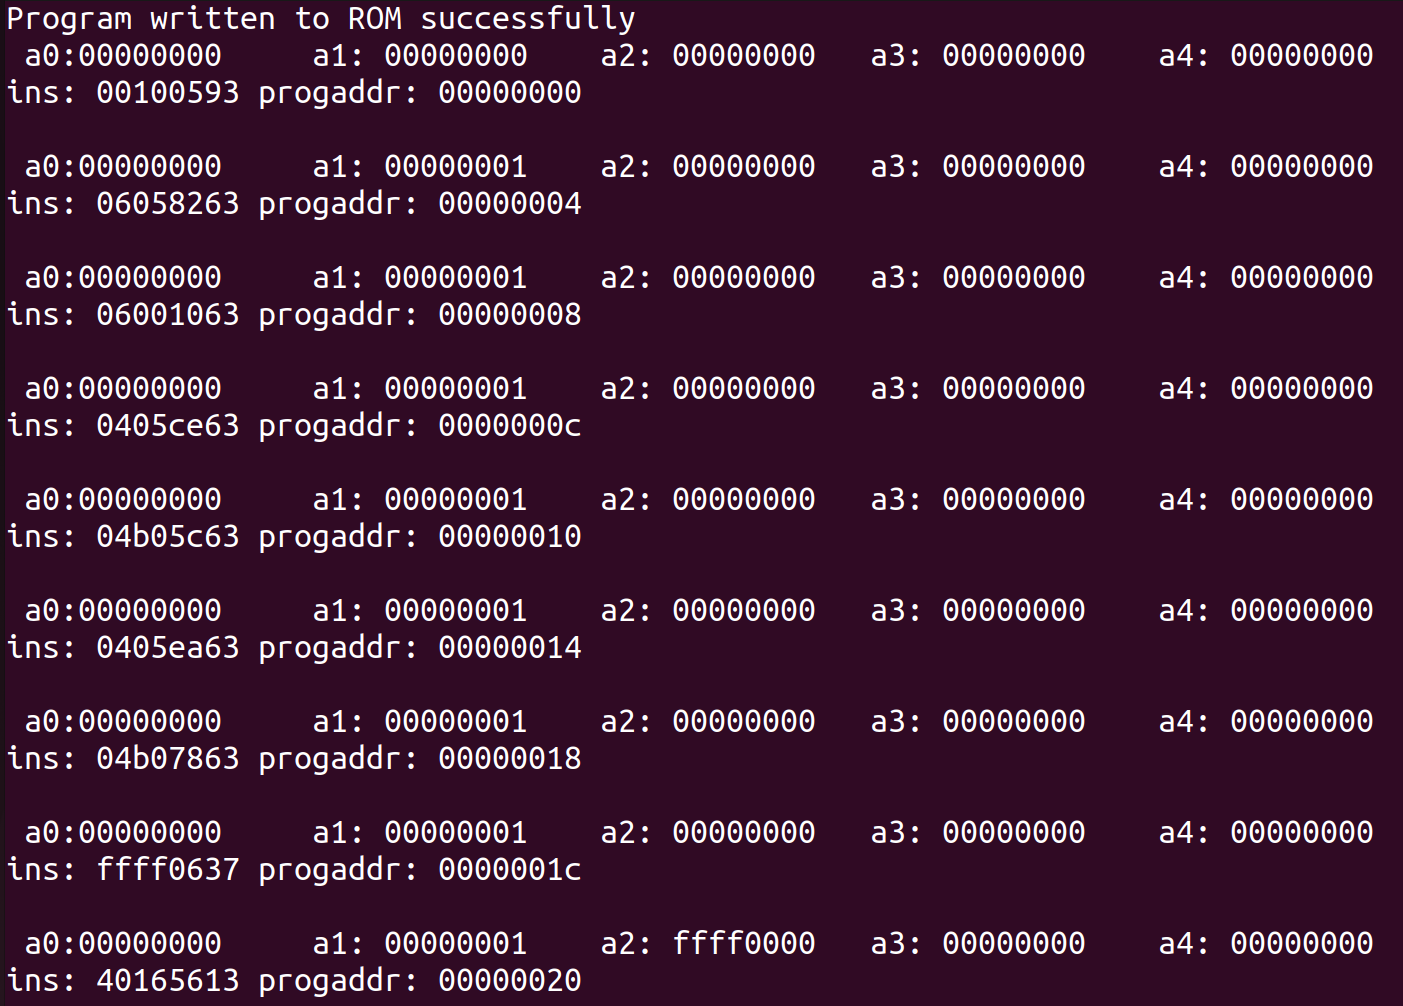 Program written to ROM successfully
a0:00000000 a1: 00000000 a2: 00000000 a3: 00000000 a4: 00000000
ins: 00100593 progaddr: 00000000
a0:00000000 a1: 00000001 a2: 00000000 a3: 00000000 a4: 00000000
ins: 06058263 progaddr: 00000004
a0:00000000 a1: 00000001 a2: 00000000 a3: 00000000 a4: 00000000
ins: 06001063 progaddr: 00000008
a0:00000000 a1: 00000001 a2: 00000000 a3: 00000000 a4: 00000000
ins: 0405ce63 progaddr: 0000000c
a0:00000000 a1: 00000001 a2: 00000000 a3: 00000000 a4: 00000000
ins: 04b05c63 progaddr: 00000010
a0:00000000 a1: 00000001 a2: 00000000 a3: 00000000 a4: 00000000
ins: 0405ea63 progaddr: 00000014
a0:00000000 a1: 00000001 a2: 00000000 a3: 00000000 a4: 00000000
ins: 04b07863 progaddr: 00000018
a0:00000000 a1: 00000001 a2: 00000000 a3: 00000000 a4: 00000000
ins: ffff0637 progaddr: 0000001c
a0:00000000 a1: 00000001 a2: ffff0000 a3: 00000000 a4: 00000000
ins: 40165613 progaddr: 00000020